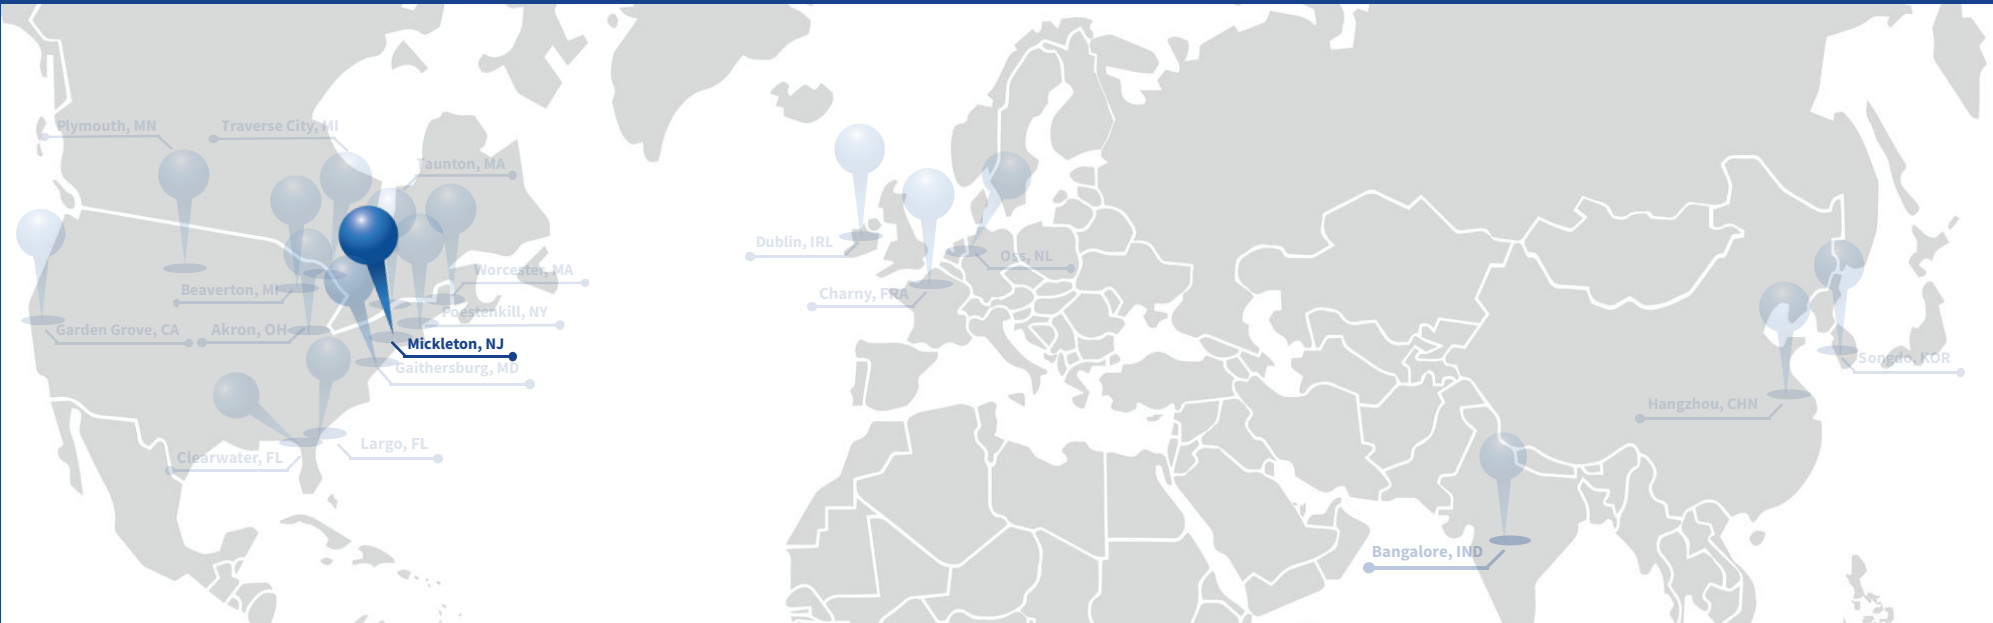 Plymouth, MN
Traverse City, MI
Taunton, MA
Worcester, MA
Beaverton, MI
Poestenkill, NY
Garden Grove, CA
Akron, OH
Mickleton, NJ
Gaithersburg, MD
Largo, FL
Clearwater, FL
Dublin, IRL
Oss, NL
Charny, FRA
Songdo, KOR
Hangzhou, CHN
Bangalore, IND